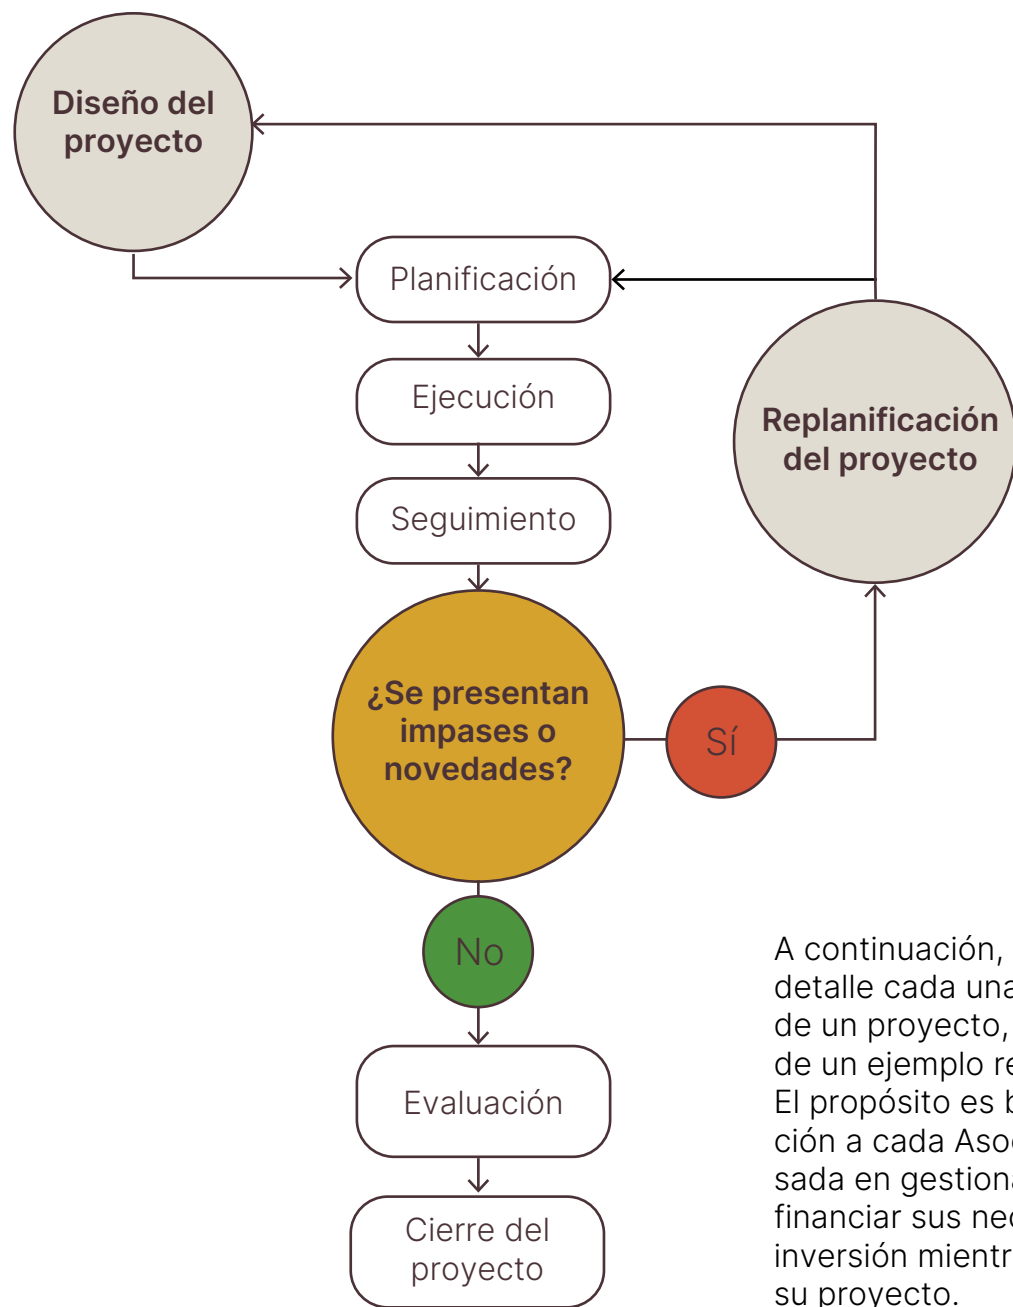 Diseño del
proyecto
Planificación
Ejecución
Replanificación
del proyecto
Seguimiento
¿Se presentan
impases o
novedades?
Sí
No
A continuación,
detalle cada una
de un proyecto,
de un ejemplo
El propósito es
ción a cada
sada en
financiar sus
inversión
su proyecto.
Evaluación
Cierre del
proyecto